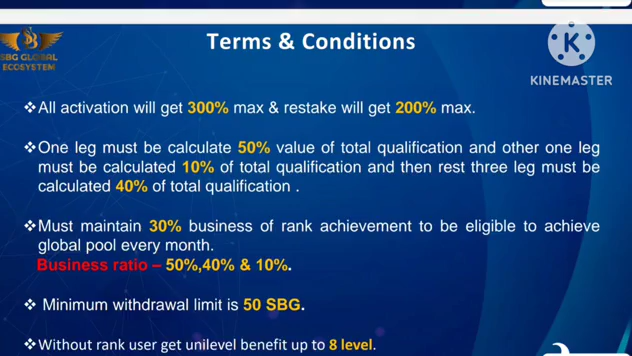 SBG GLOBAL
ECOSYSTEM
Terms & Conditions
K
KINEMASTER
❖All activation will get 300% max & restake will get 200% max.
❖One leg must be calculate 50% value of total qualification and other one leg
must be calculated 10% of total qualification and then rest three leg must be
calculated 40% of total qualification .
❖Must maintain 30% business of rank achievement to be eligible to achieve
global pool every month.
Business ratio – 50%,40% & 10%.
❖ Minimum withdrawal limit is 50 SBG.
❖Without rank user get unilevel benefit up to 8 level.